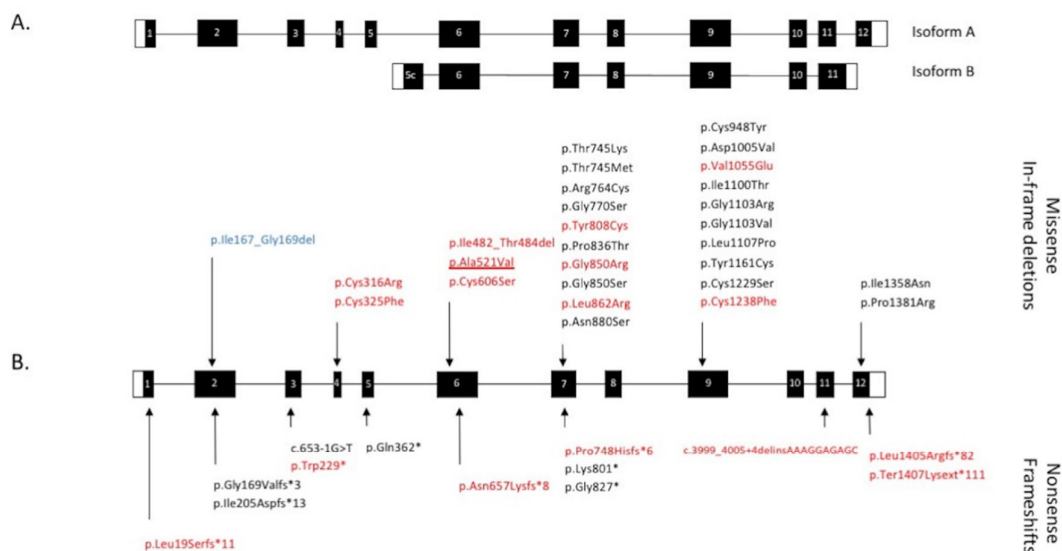 A.
1 2 3 4 5 6 7 8 9 10 11 12 Isoform A
5c 6 7 8 9 10 11 Isoform B
p.Ile167_Gly169del
p.Cys316Arg
p.Cys325Phe
p.Ile482_Thr484del
p.Ala521Val
p.Cys606Ser
p.Thr745Lys
p.Thr745Met
p.Arg764Cys
p.Gly770Ser
p.Tyr808Cys
p.Pro836Thr
p.Gly850Arg
p.Gly850Ser
p.Leu862Arg
p.Asn880Ser
p.Cys948Tyr
p.Asp1005Val
p.Val1055Glu
p.Ile1100Thr
p.Gly1103Arg
p.Gly1103Val
p.Leu1107Pro
p.Tyr1161Cys
p.Cys1229Ser
p.Cys1238Phe
p.Ile1358Asn
p.Pro1381Arg
Missense
In-frame deletions
B.
1 2 3 4 5 6 7 8 9 10 11 12
p.Leu19Serfs*11
p.Gly169Valfs*3
p.Ile205Aspfs*13
c.653-1G>T
p.Trp229*
p.Gln362*
p.Asn657Lysfs*8
p.Pro748Hisfs*6
p.Lys801*
p.Gly827*
c.3999_4005+4delinsAAAGGAGAGC
p.Leu1405Argfs*82
p.Ter1407Lysext*111
Nonsense
Frameshifts